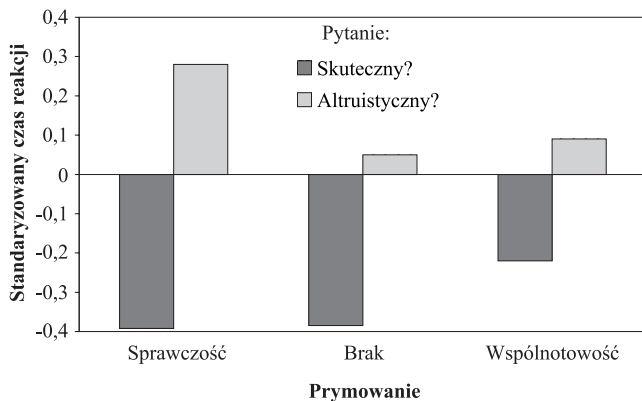 Standaryzowany czas reakcji
0,4
0,3
0,2
0,1
0
-0,1
-0,2
-0,3
-0,4
Pytanie:
Skuteczny?
Altruistyczny?
Sprawczość
Brak
Wspólnotowość
Prymowanie